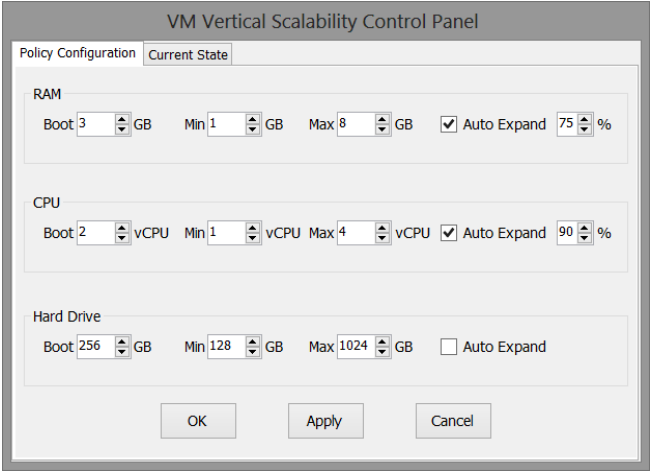 VM Vertical Scalability Control Panel
Policy Configuration Current State
RAM
Boot 3 GB Min 1 GB Max 8 GB Auto Expand 75 %
CPU
Boot 2 vCPU Min 1 vCPU Max 4 vCPU Auto Expand 90 %
Hard Drive
Boot 256 GB Min 128 GB Max 1024 GB Auto Expand
OK Apply Cancel